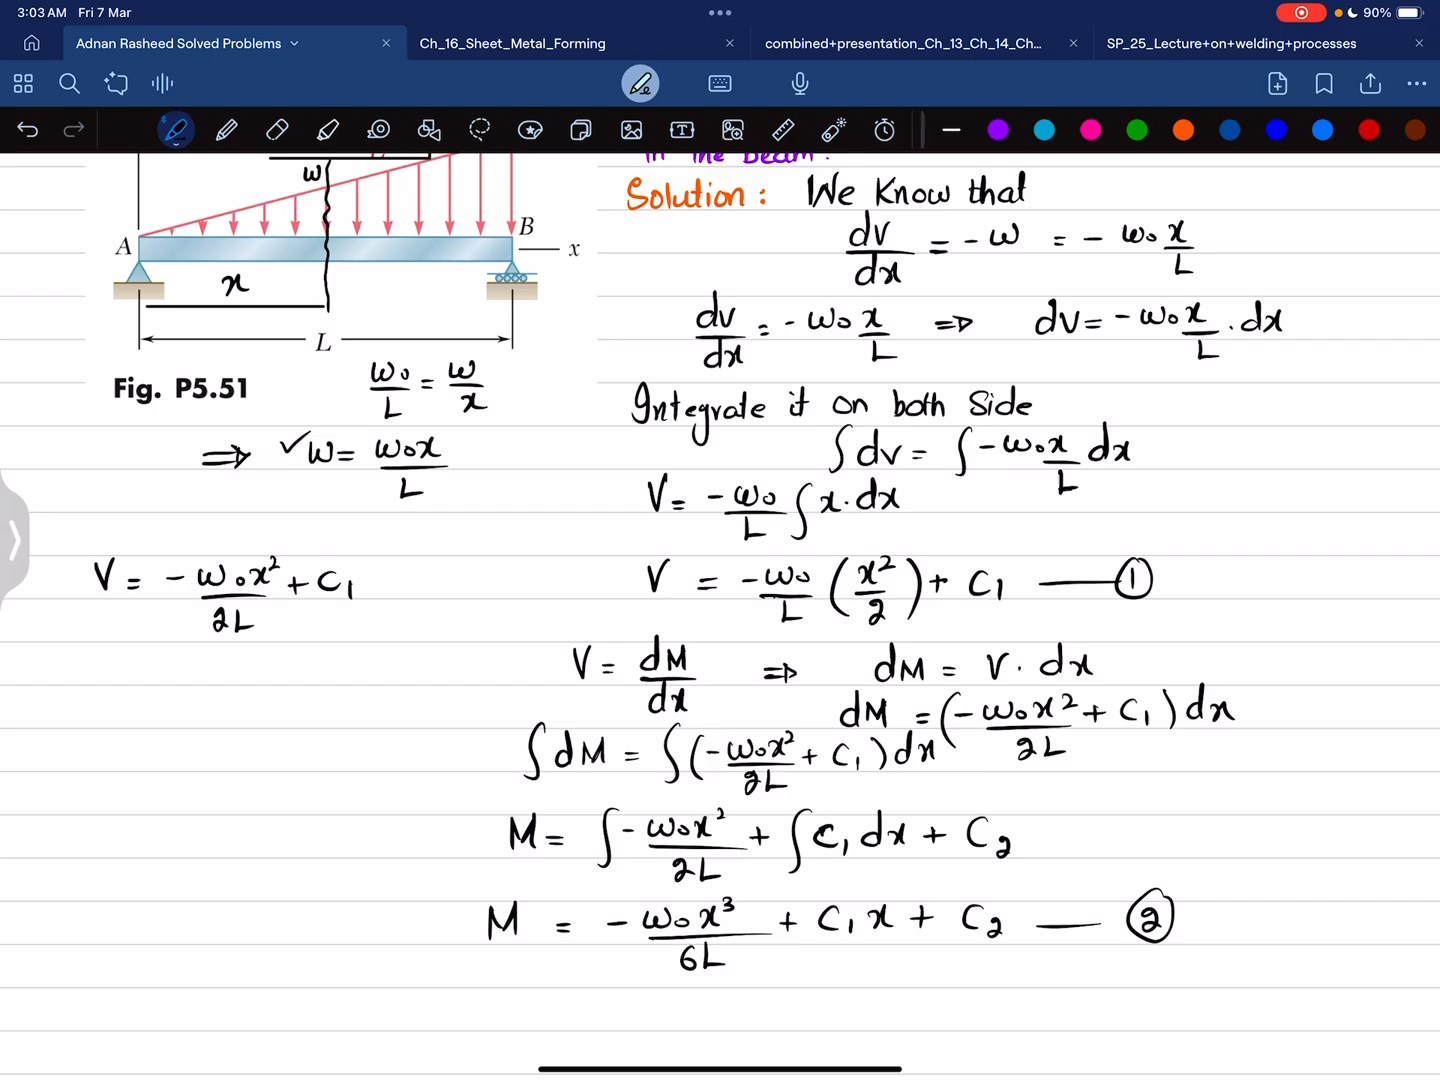 3:03 AM Fri 7 Mar
90%
Adnan Rasheed Solved Problems
Ch_16_Sheet_Metal_Forming
combined+presentation_Ch_13_Ch_14_Ch...
SP_25_Lecture+on+welding+processes
in the beam.
w
A
B
x
x
L
Fig. P5.51
w₀/L = w/x
⇒ ✓w = w₀x/L
V = -w₀x²/2L + C₁
Solution : We Know that
dv/dx = -w = - w₀ x/L
dv/dx = -w₀ x/L ⇒ dv = -w₀ x/L . dx
Integrate it on both Side
∫ dv = ∫ -w₀ x/L dx
V = -w₀/L ∫ x. dx
V = -w₀/L (x²/2) + C₁ —— ①
V = dM/dx ⇒ dM = V. dx
dM = (-w₀x²/2L + C₁) dx
∫ dM = ∫ (-w₀x²/2L + C₁) dx
M = ∫ -w₀x²/2L + ∫ C₁ dx + C₂
M = -w₀x³/6L + C₁x + C₂ —— ②